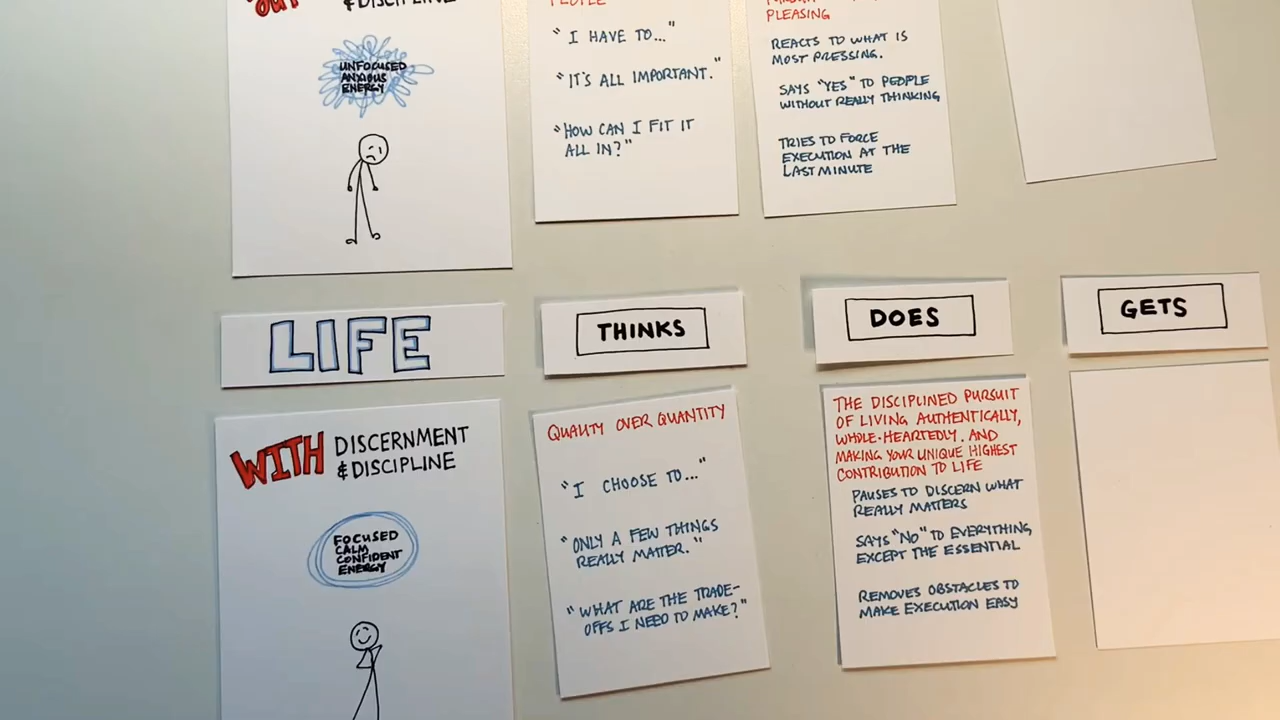 & DISCIPLINE
UNFOCUSED
ANXIOUS
ENERGY
PEOPLE
"I HAVE TO..."
"IT'S ALL IMPORTANT."
"HOW CAN I FIT IT
ALL IN?"
PLEASING
REACTS TO WHAT IS
MOST PRESSING.
SAYS "YES" TO PEOPLE
WITHOUT REALLY THINKING
TRIES TO FORCE
EXECUTION AT THE
LAST MINUTE
LIFE
THINKS
DOES
GETS
WITH DISCERNMENT
& DISCIPLINE
FOCUSED
CALM
CONFIDENT
ENERGY
QUALITY OVER QUANTITY
"I CHOOSE TO..."
"ONLY A FEW THINGS
REALLY MATTER."
"WHAT ARE THE TRADE-
OFFS I NEED TO MAKE?"
THE DISCIPLINED PURSUIT
OF LIVING AUTHENTICALLY,
WHOLE-HEARTEDLY. AND
MAKING YOUR UNIQUE HIGHEST
CONTRIBUTION TO LIFE
PAUSES TO DISCERN WHAT
REALLY MATTERS
SAYS "NO" TO EVERYTHING
EXCEPT THE ESSENTIAL
REMOVES OBSTACLES TO
MAKE EXECUTION EASY